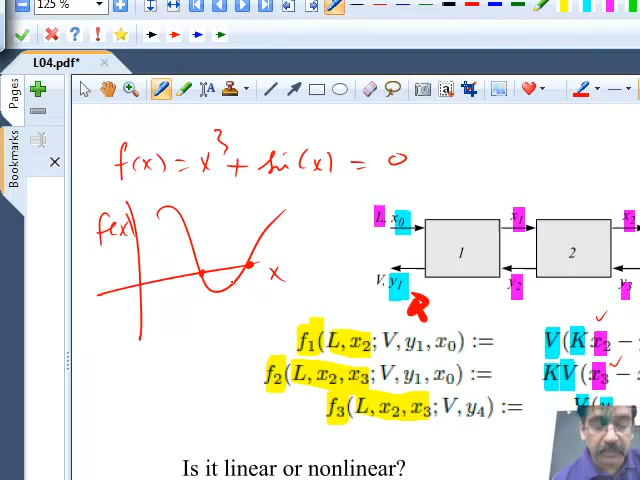 125 %
L04.pdf*
Pages
Bookmarks
f(x) = x³ + sin(x) = 0
f(x)
x
L, x₀
x₁
x₂
1
2
V, y₁
y₂
y₃
R
f₁(L, x₂; V, y₁, x₀) := V(Kx₂ −
f₂(L, x₂, x₃; V, y₁, x₀) := KV(x₃ −
f₃(L, x₂, x₃; V, y₄) :=
Is it linear or nonlinear?